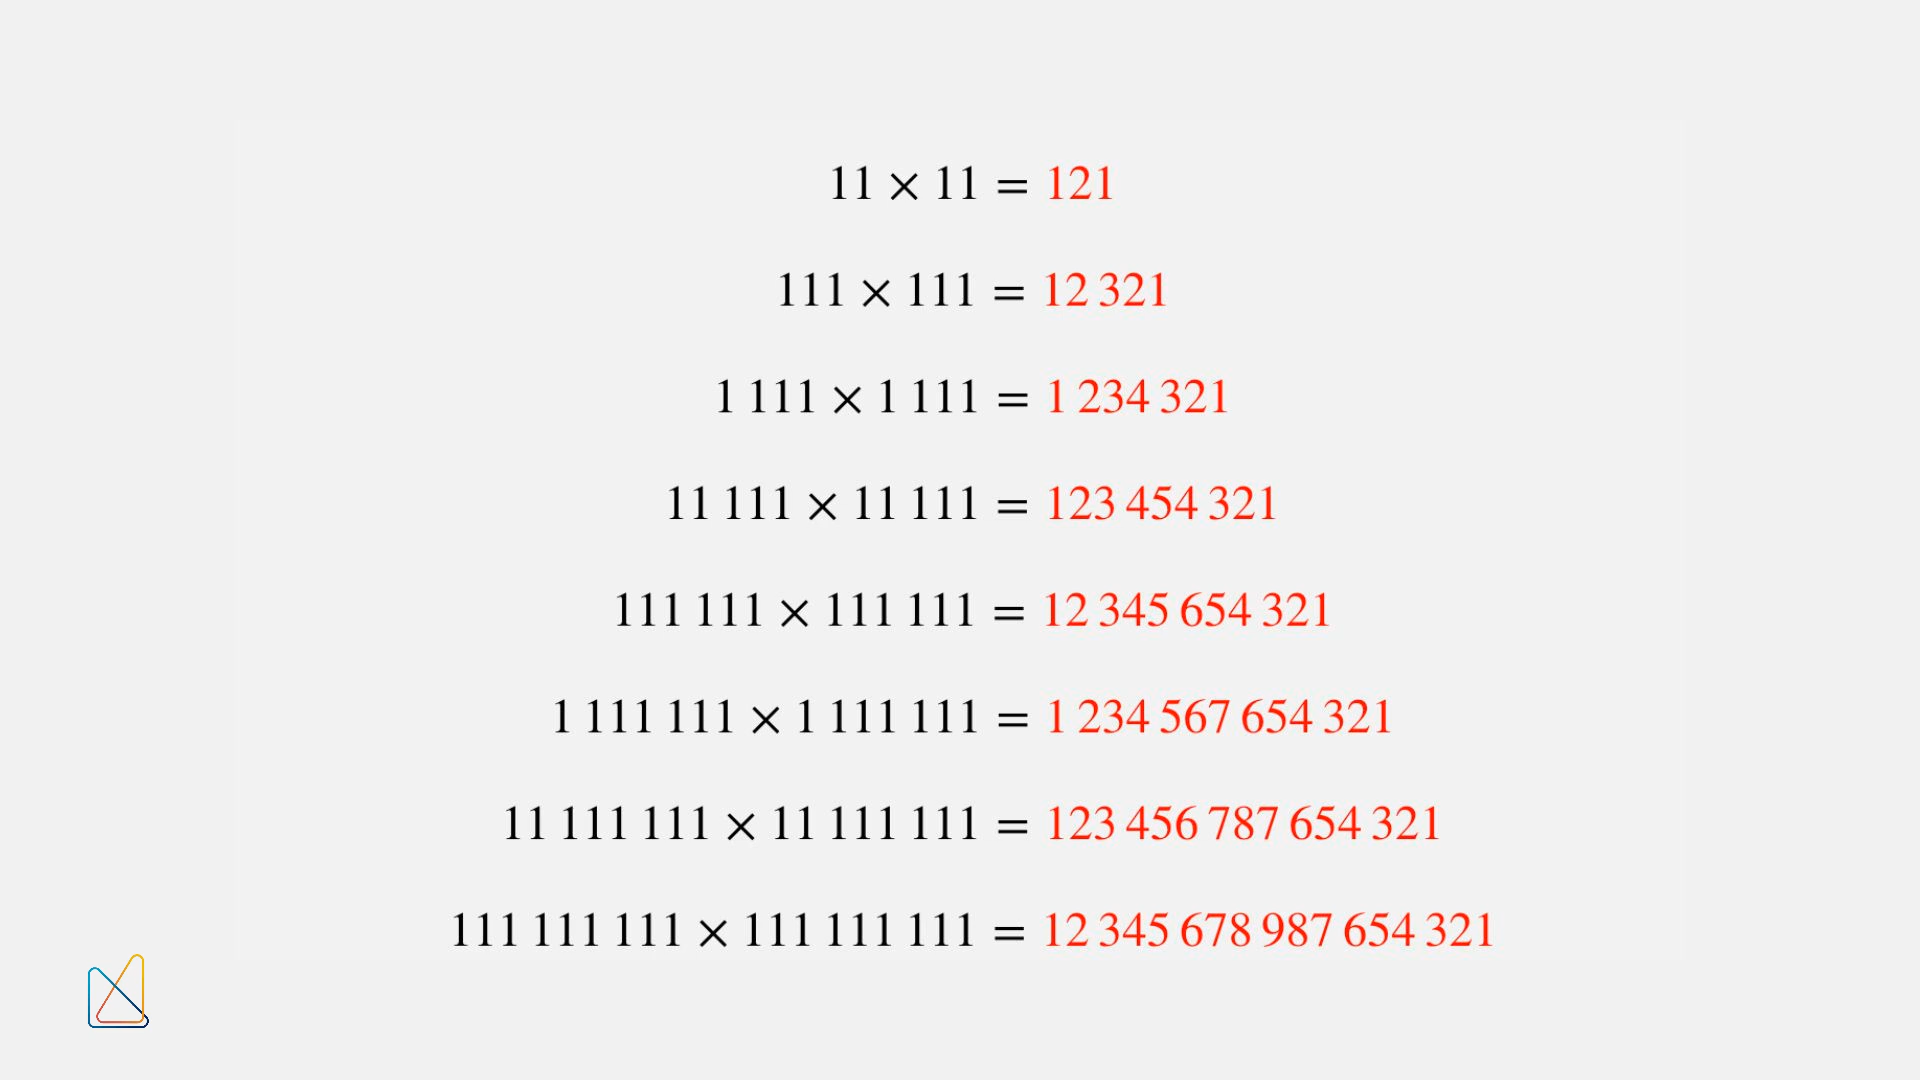 11 × 11 = 121
111 × 111 = 12 321
1 111 × 1 111 = 1 234 321
11 111 × 11 111 = 123 454 321
111 111 × 111 111 = 12 345 654 321
1 111 111 × 1 111 111 = 1 234 567 654 321
11 111 111 × 11 111 111 = 123 456 787 654 321
111 111 111 × 111 111 111 = 12 345 678 987 654 321